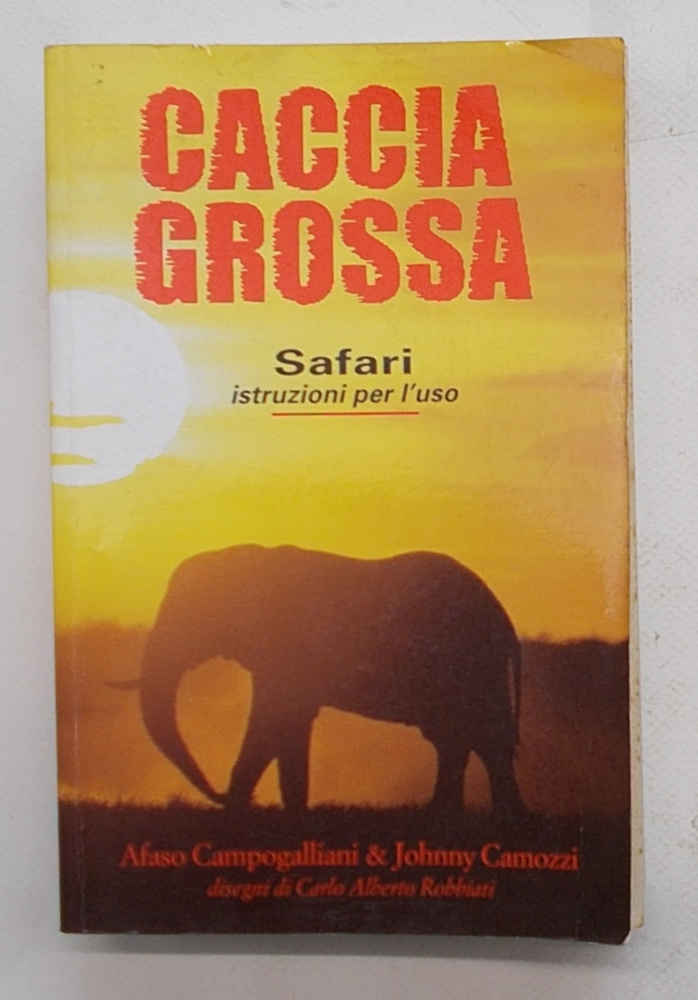 CACCIA
GROSSA
Safari
istruzioni per l'uso
Afaso Campogalliani & Johnny Camozzi
disegni di Carlo Alberto Robbiati